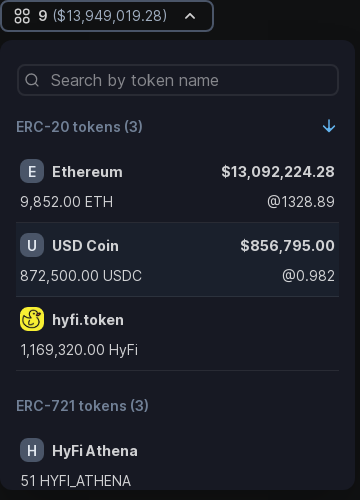 9 ($13,949,019.28)
Search by token name
ERC-20 tokens (3)
E Ethereum $13,092,224.28
9,852.00 ETH @1328.89
U USD Coin $856,795.00
872,500.00 USDC @0.982
hyfi.token
1,169,320.00 HyFi
ERC-721 tokens (3)
H HyFi Athena
51 HYFI_ATHENA